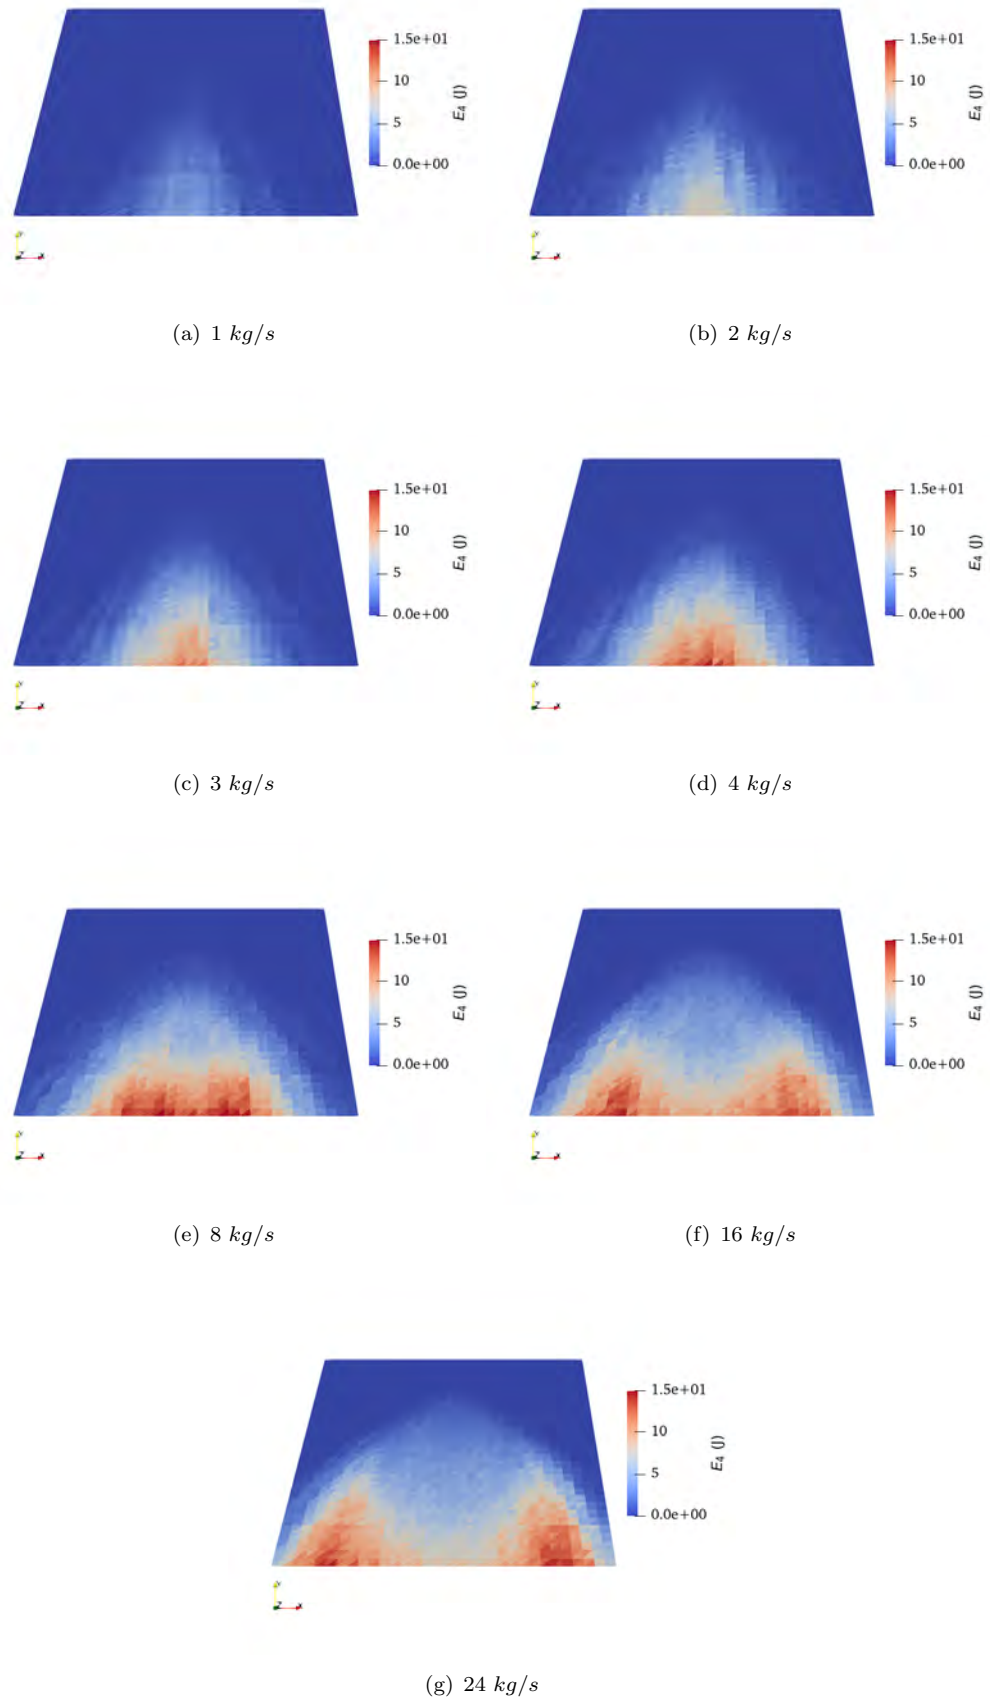 1.5e+01
10
5
0.0e+00
E4 (J)
Y
Z X
(a) 1 kg/s
1.5e+01
10
5
0.0e+00
E4 (J)
Y
Z X
(b) 2 kg/s
1.5e+01
10
5
0.0e+00
E4 (J)
Y
Z X
(c) 3 kg/s
1.5e+01
10
5
0.0e+00
E4 (J)
Y
Z X
(d) 4 kg/s
1.5e+01
10
5
0.0e+00
E4 (J)
Y
Z X
(e) 8 kg/s
1.5e+01
10
5
0.0e+00
E4 (J)
Y
Z X
(f) 16 kg/s
1.5e+01
10
5
0.0e+00
E4 (J)
Y
Z X
(g) 24 kg/s